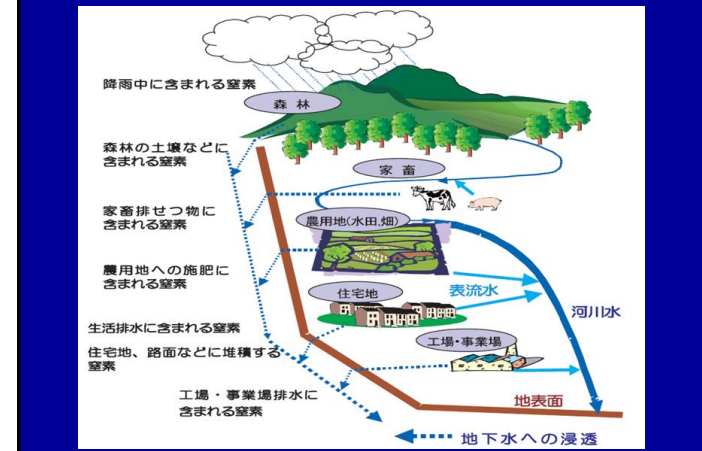 降雨中に含まれる窒素
森林
森林の土壌などに
含まれる窒素
家畜
家畜排せつ物に
含まれる窒素
農用地(水田,畑)
農用地への施肥に
含まれる窒素
住宅地
表流水
河川水
生活排水に含まれる窒素
住宅地、路面などに堆積する
窒素
工場・事業場
工場・事業場排水に
含まれる窒素
地表面
地下水への浸透